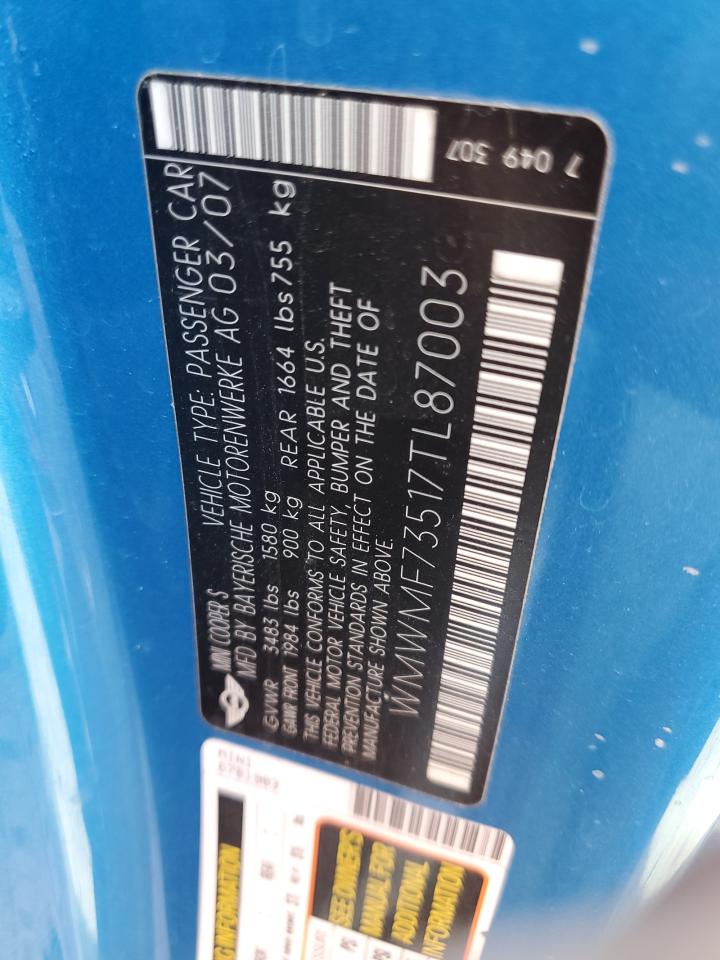 7 049 307
MINI COOPER S VEHICLE TYPE: PASSENGER CAR
MFD BY BAYERISCHE MOTORENWERKE AG 03/07
GVWR 3483 lbs 1580 kg
GAWR FRONT 1984 lbs 900 kg REAR 1664 lbs 755 kg
THIS VEHICLE CONFORMS TO ALL APPLICABLE U.S.
FEDERAL MOTOR VEHICLE SAFETY, BUMPER AND THEFT
PREVENTION STANDARDS IN EFFECT ON THE DATE OF
MANUFACTURE SHOWN ABOVE.
WMWMF73517TL87003
MINI
INFORMATION
SEE OWNER'S
MANUAL FOR
ADDITIONAL
INFORMATION